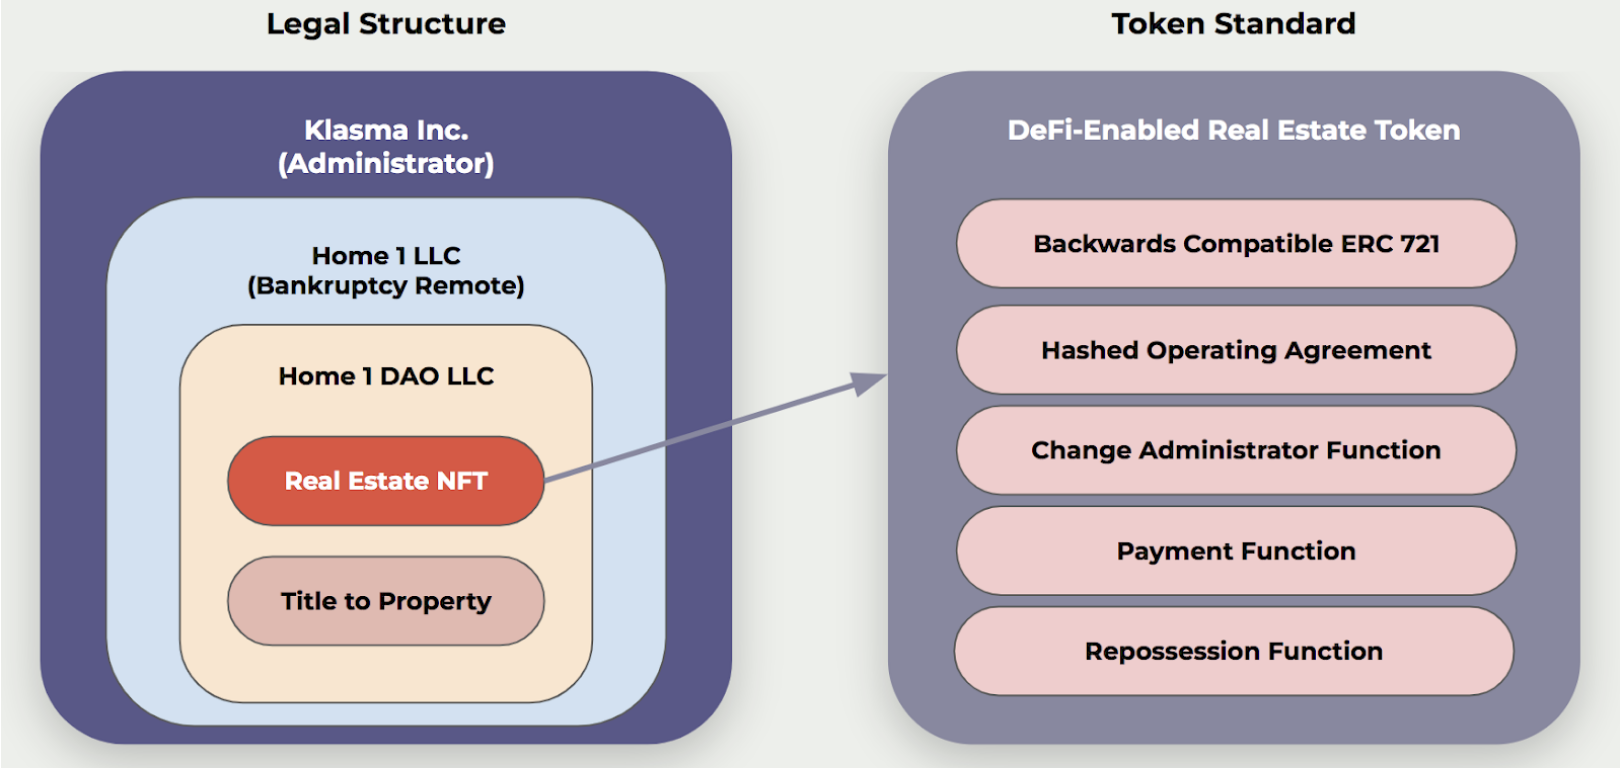 Legal Structure
Klasma Inc.
(Administrator)
Home 1 LLC
(Bankruptcy Remote)
Home 1 DAO LLC
Real Estate NFT
Title to Property
Token Standard
DeFi-Enabled Real Estate Token
Backwards Compatible ERC 721
Hashed Operating Agreement
Change Administrator Function
Payment Function
Repossession Function